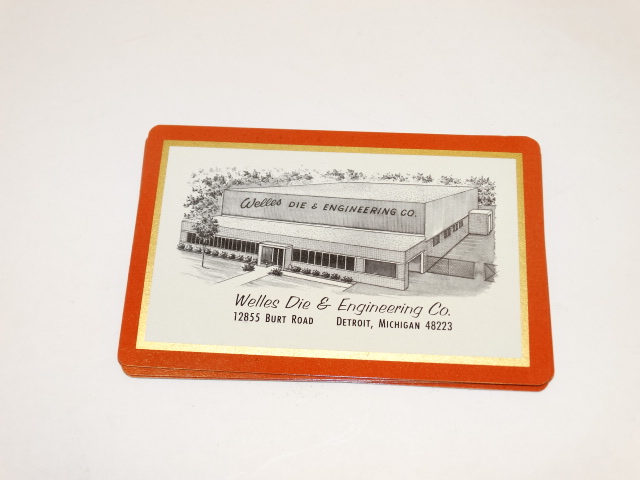 Welles DIE & ENGINEERING CO.
Welles Die & Engineering Co.
12855 BURT ROAD DETROIT, MICHIGAN 48223